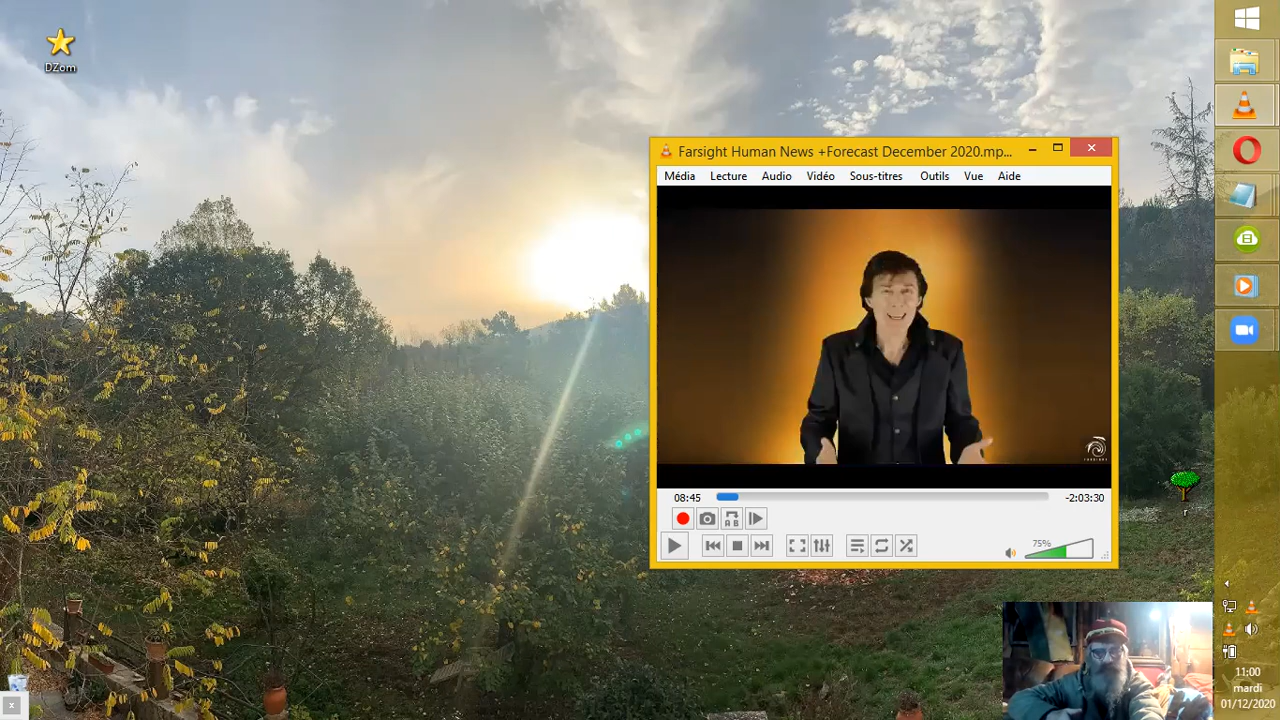 DZom
Farsight Human News +Forecast December 2020.mp...
Média Lecture Audio Vidéo Sous-titres Outils Vue Aide
FARSIGHT
08:45 -2:03:30
A B
75%
r
11:00
mardi
01/12/2020